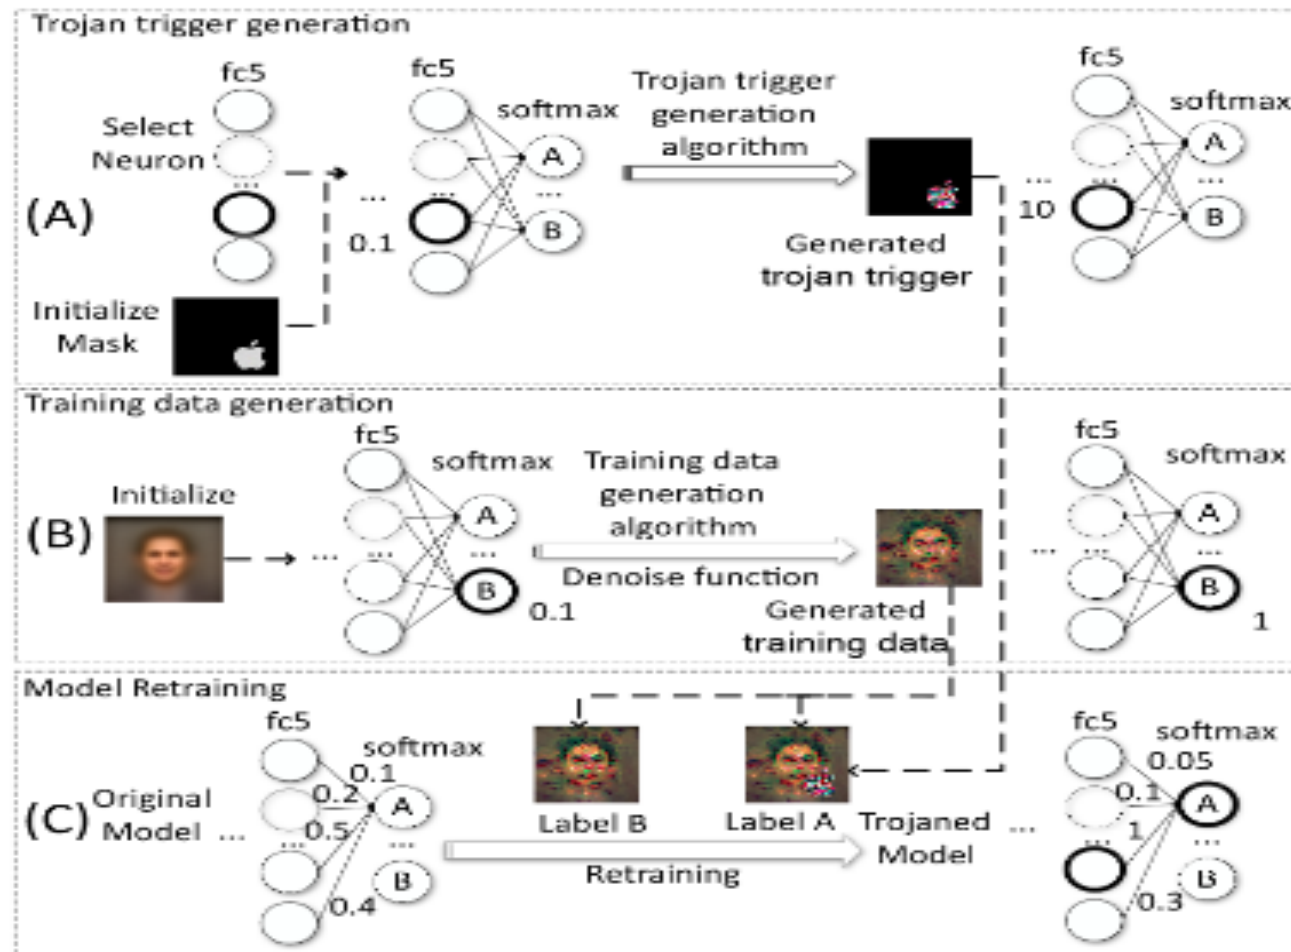 Trojan trigger generation
fc5
Select
Neuron
...
(A)
Initialize
Mask
fc5
softmax
...
...
0.1
A
...
B
Trojan trigger
generation
algorithm
Generated
trojan trigger
fc5
softmax
...
...
10
A
...
B
Training data generation
(B)
Initialize
fc5
softmax
...
...
A
...
B
0.1
Training data
generation
algorithm
Denoise function
Generated
training data
fc5
softmax
...
...
A
...
B
1
Model Retraining
(C)
Original
Model ...
fc5
softmax
0.1
0.2
0.5
...
0.4
A
...
B
Label B
Label A
Retraining
Trojaned
Model
...
fc5
softmax
0.05
0.1
1
...
0.3
A
...
B